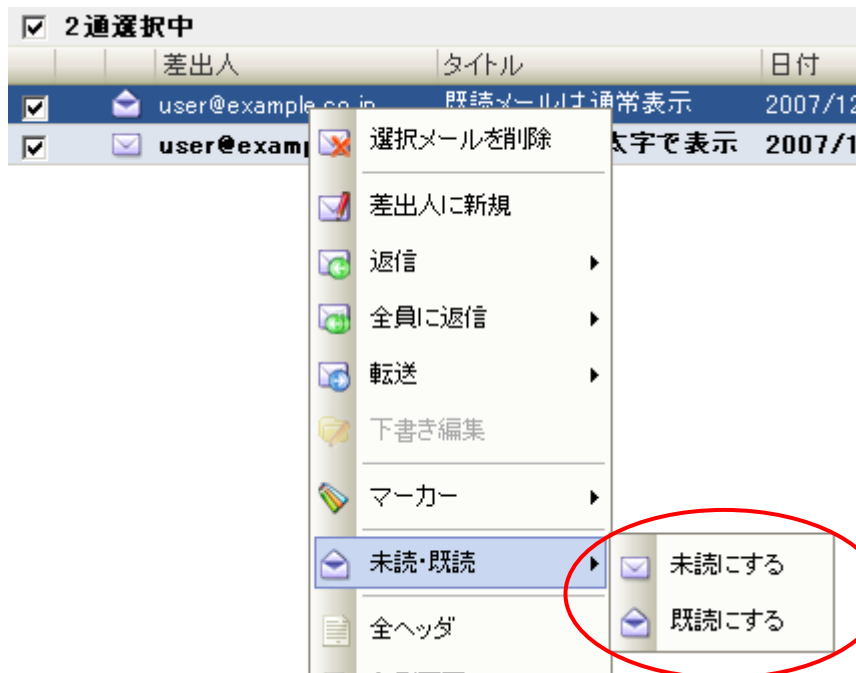 2通選択中
差出人 タイトル 日付
user@example.co.jp 既読メールは通常表示 2007/12
user@exam 太字で表示 2007/1
選択メールを削除
差出人に新規
返信
全員に返信
転送
下書き編集
マーカー
未読・既読
未読にする
既読にする
全ヘッダ